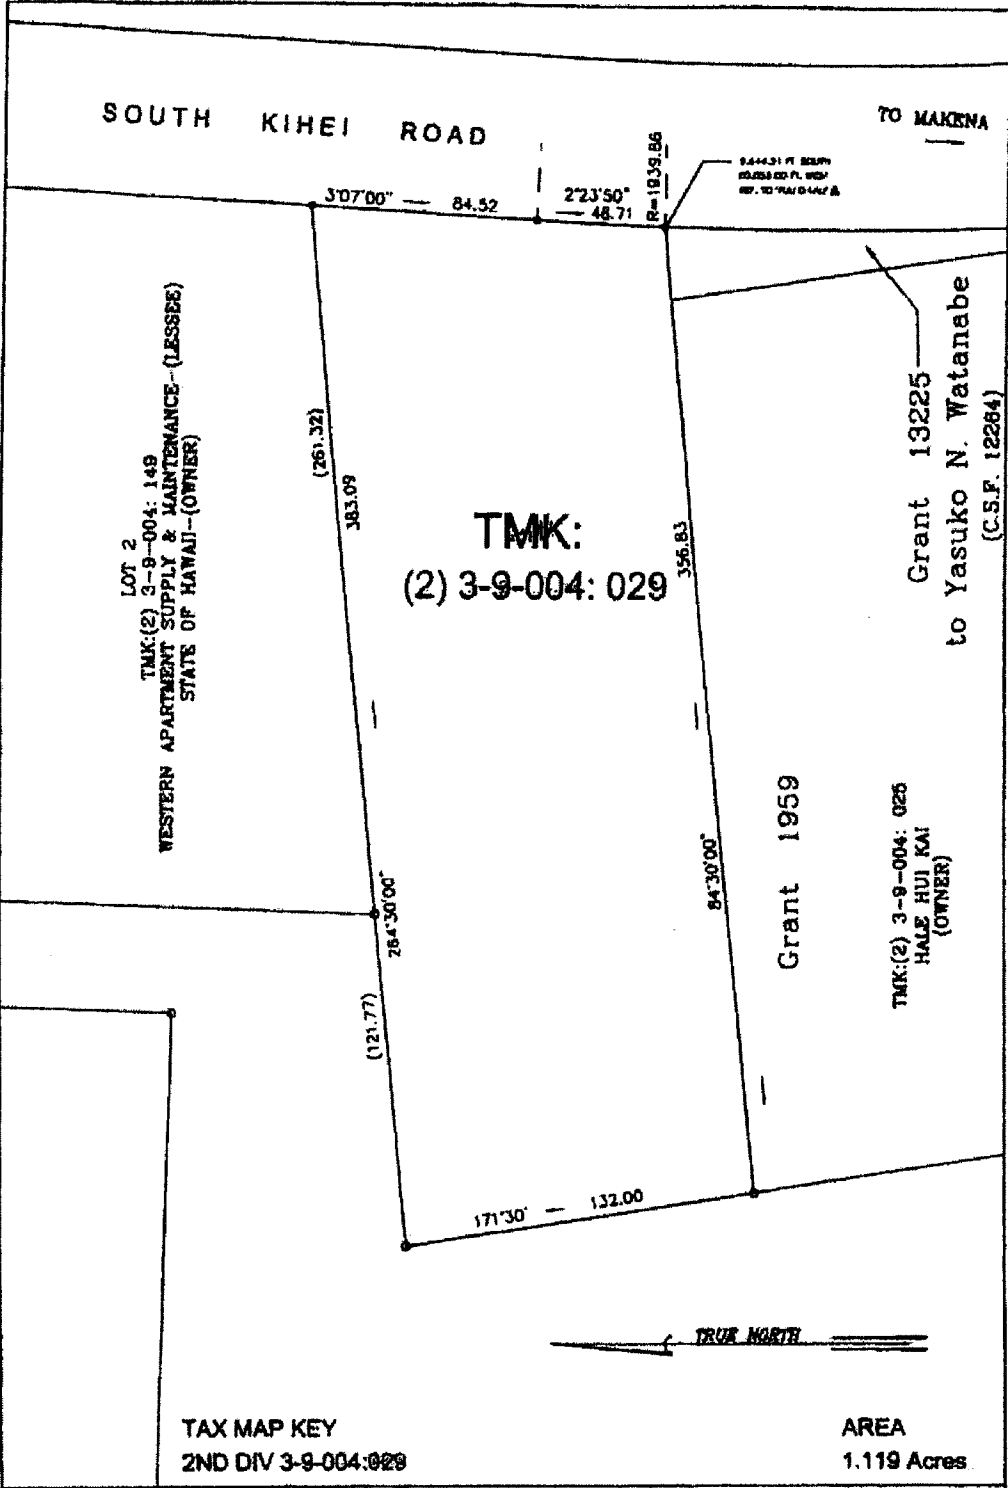 SOUTH KIHEI ROAD
TO MAKENA
3°07'00" — 84.52
2°23'50"
— 48.71
R=1939.86
LOT 2
TMK:(2) 3-9-004: 149
WESTERN APARTMENT SUPPLY & MAINTENANCE-(LESSEE)
STATE OF HAWAII-(OWNER)
(261.32)
383.09
TMK:
(2) 3-9-004: 029
356.83
Grant 13225
to Yasuko N. Watanabe
(C.S.F. 12264)
264°30'00"
84°30'00"
Grant 1959
TMK:(2) 3-9-004: 025
HALE HUI KAI
(OWNER)
(121.77)
171°30' — 132.00
TRUE NORTH
TAX MAP KEY
2ND DIV 3-9-004:029
AREA
1.119 Acres